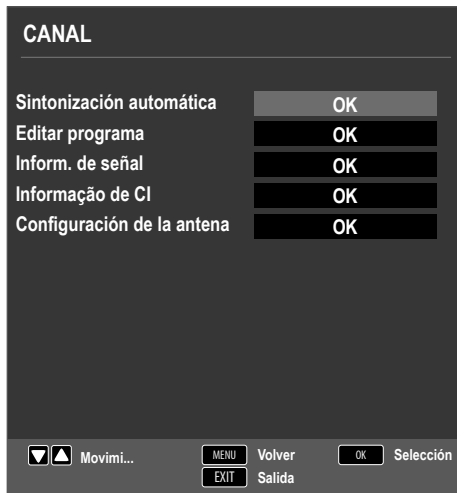 CANAL
Sintonización automática OK
Editar programa OK
Inform. de señal OK
Informação de CI OK
Configuración de la antena OK
Movimi... MENU Volver OK Selección
EXIT Salida